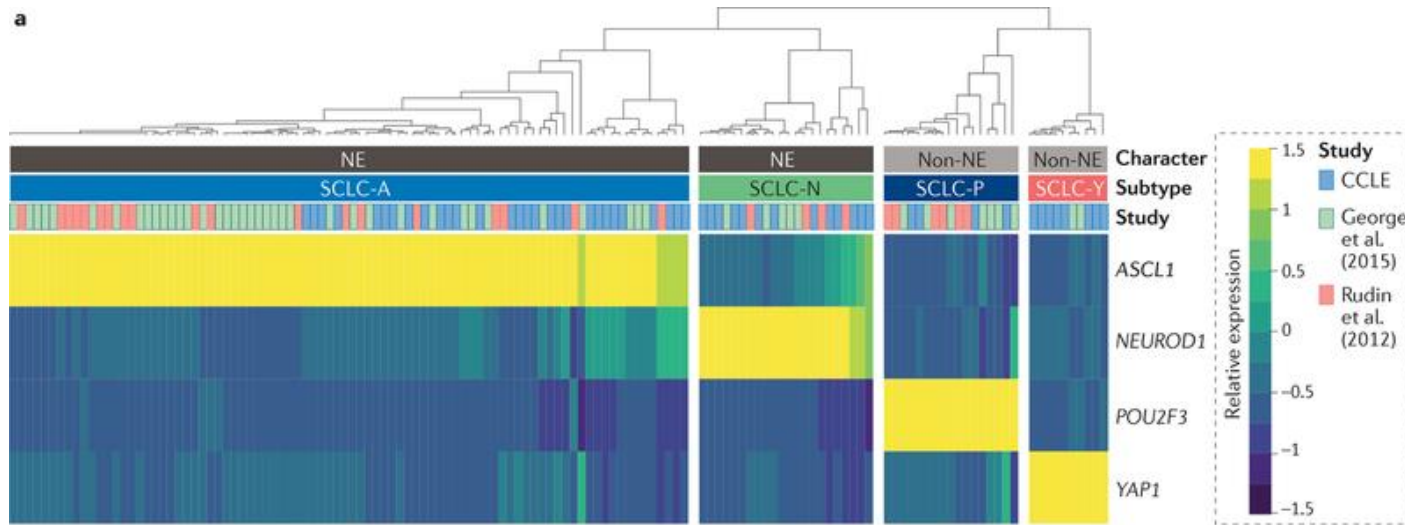 a
NE
NE
Non-NE
Non-NE
Character
SCLC-A
SCLC-N
SCLC-P
SCLC-Y
Subtype
Study
ASCL1
NEUROD1
POU2F3
YAP1
Relative expression
1.5
1
0.5
0
−0.5
−1
−1.5
Study
CCLE
George
et al.
(2015)
Rudin
et al.
(2012)